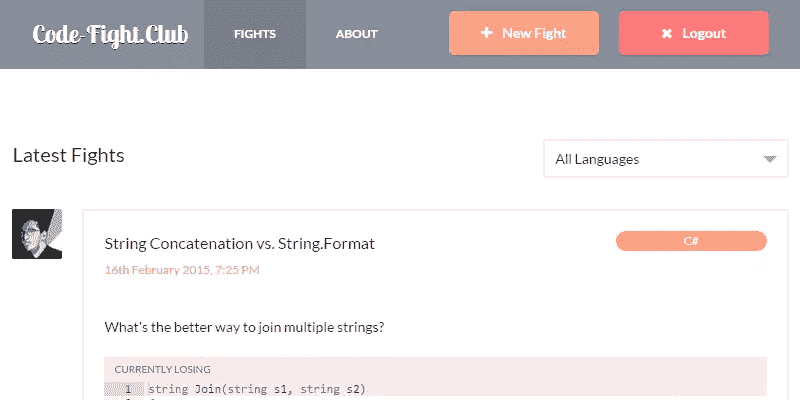 Code-Fight.Club FIGHTS ABOUT New Fight Logout
Latest Fights All Languages
String Concatenation vs. String.Format C#
16th February 2015, 7:25 PM
What's the better way to join multiple strings?
CURRENTLY LOSING
1 string Join(string s1, string s2)